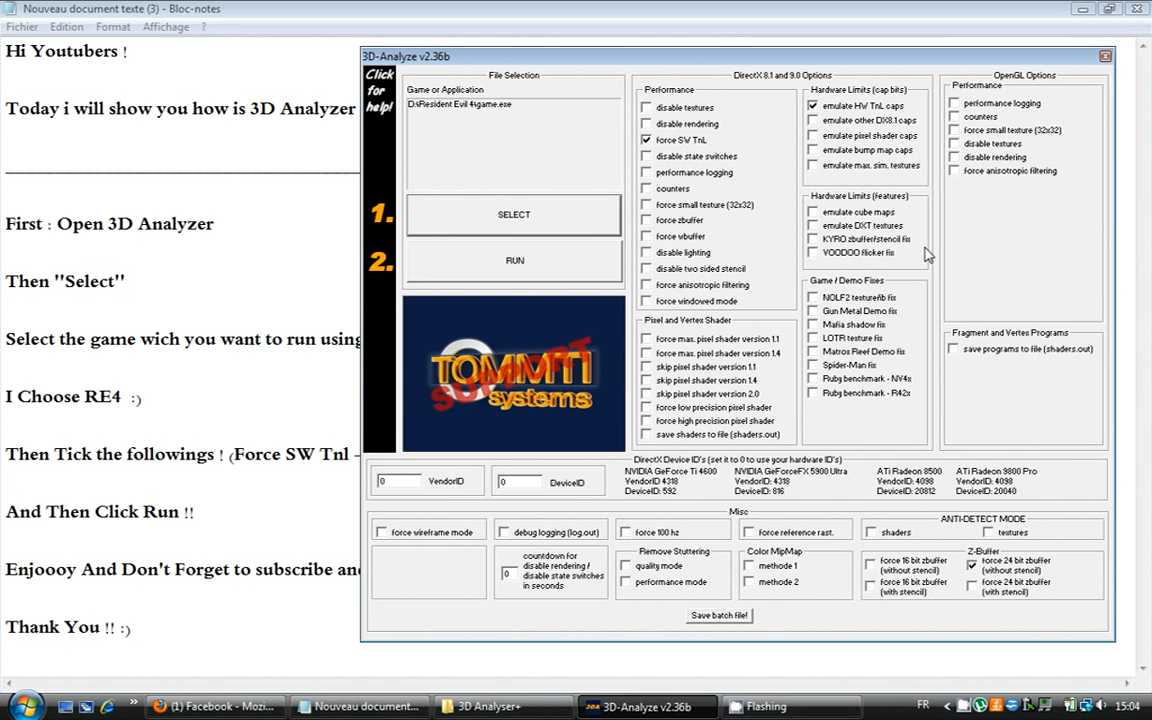 Nouveau document texte (3) - Bloc-notes
Fichier Edition Format Affichage ?
Hi Youtubers !
Today i will show you how is 3D Analyzer
First : Open 3D Analyzer
Then "Select"
Select the game wich you want to run using
I Choose RE4 :)
Then Tick the followings ! (Force SW Tnl -
And Then Click Run !!
Enjoooy And Don't Forget to subscribe and
Thank You !! :)
3D-Analyze v2.36b
Click for help!
File Selection
Game or Application
D:\Resident Evil 4\game.exe
1. SELECT
2. RUN
TOMMTI
SUPPORT
systems
DirectX 8.1 and 9.0 Options
Performance
disable textures
disable rendering
force SW TnL
disable state switches
performance logging
counters
force small texture (32x32)
force zbuffer
force wbuffer
disable lighting
disable two sided stencil
force anisotropic filtering
force windowed mode
Pixel and Vertex Shader
force max. pixel shader version 1.1
force max. pixel shader version 1.4
skip pixel shader version 1.1
skip pixel shader version 1.4
skip pixel shader version 2.0
force low precision pixel shader
force high precision pixel shader
save shaders to file (shaders.out)
Hardware Limits (cap bits)
emulate HW TnL caps
emulate other DX8.1 caps
emulate pixel shader caps
emulate bump map caps
emulate max. sim. textures
Hardware Limits (features)
emulate cube maps
emulate DXT textures
KYRO zbuffer/stencil fix
VOODOO flicker fix
Game / Demo Fixes
NOLF2 texture/lb fix
Gun Metal Demo fix
Mafia shadow fix
LOTR texture fix
Matrox Reef Demo fix
Spider-Man fix
Ruby benchmark - NV4x
Ruby benchmark - R42x
OpenGL Options
Performance
performance logging
counters
force small texture (32x32)
disable textures
disable rendering
force anisotropic filtering
Fragment and Vertex Programs
save programs to file (shaders.out)
DirectX Device ID's (set it to 0 to use your hardware ID's)
0 VendorID
0 DeviceID
NVIDIA GeForce Ti 4600
VendorID: 4318
DeviceID: 592
NVIDIA GeForceFX 5900 Ultra
VendorID: 4318
DeviceID: 816
ATi Radeon 8500
VendorID: 4098
DeviceID: 20812
ATi Radeon 9800 Pro
VendorID: 4098
DeviceID: 20040
Misc
force wireframe mode
debug logging (log.out)
force 100 hz
force reference rast.
ANTI-DETECT MODE
shaders
textures
0 countdown for
disable rendering /
disable state switches
in seconds
Remove Stuttering
quality mode
performance mode
Color MipMap
methode 1
methode 2
Z-Buffer
force 16 bit zbuffer
(without stencil)
force 24 bit zbuffer
(without stencil)
force 16 bit zbuffer
(with stencil)
force 24 bit zbuffer
(with stencil)
Save batch file!
(1) Facebook - Mozi...
Nouveau document...
3D Analyser+
3D-Analyze v2.36b
Flashing
FR
15:04